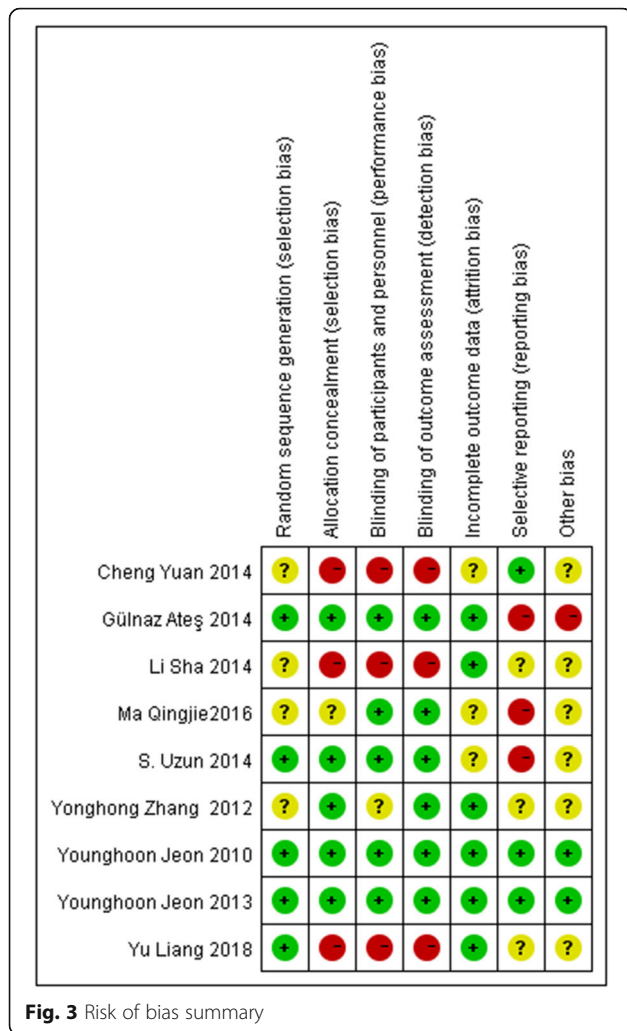 Random sequence generation (selection bias)
Allocation concealment (selection bias)
Blinding of participants and personnel (performance bias)
Blinding of outcome assessment (detection bias)
Incomplete outcome data (attrition bias)
Selective reporting (reporting bias)
Other bias
Cheng Yuan 2014 ? - - - ? + ?
Gülnaz Ateş 2014 + + + + + - -
Li Sha 2014 ? - - - + ? ?
Ma Qingjie2016 ? ? + + ? - ?
S. Uzun 2014 + + + + ? - ?
Yonghong Zhang 2012 ? + ? + + ? ?
Younghoon Jeon 2010 + + + + + + +
Younghoon Jeon 2013 + + + + + + +
Yu Liang 2018 + - - - + ? ?
Fig. 3 Risk of bias summary